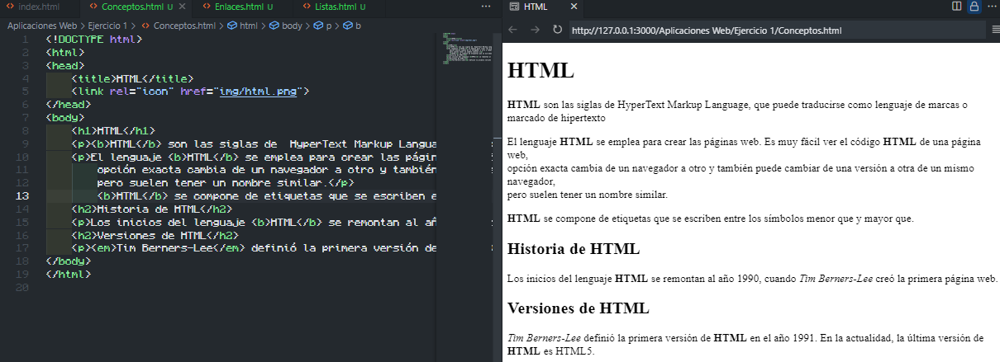 index.html
Conceptos.html U
Enlaces.html U
Listas.html U
Aplicaciones Web > Ejercicio 1 > Conceptos.html > html > body > p > b
1 <!DOCTYPE html>
2 <html>
3 <head>
4 <title>HTML</title>
5 <link rel="icon" href="img/html.png">
6 </head>
7 <body>
8 <h1>HTML</h1>
9 <p><b>HTML</b> son las siglas de HyperText Markup Langua
10 <p>El lenguaje <b>HTML</b> se emplea para crear las págin
11 opción exacta cambia de un navegador a otro y también
12 pero suelen tener un nombre similar.</p>
13 <b>HTML</b> se compone de etiquetas que se escriben e
14 <h2>Historia de HTML</h2>
15 <p>Los inicios del lenguaje <b>HTML</b> se remontan al añ
16 <h2>Versiones de HTML</h2>
17 <p><em>Tim Berners-Lee</em> definió la primera versión de
18 </body>
19 </html>
20
HTML
http://127.0.0.1:3000/Aplicaciones Web/Ejercicio 1/Conceptos.html
HTML
HTML son las siglas de HyperText Markup Language, que puede traducirse como lenguaje de marcas o
marcado de hipertexto
El lenguaje HTML se emplea para crear las páginas web. Es muy fácil ver el código HTML de una página
web,
opción exacta cambia de un navegador a otro y también puede cambiar de una versión a otra de un mismo
navegador,
pero suelen tener un nombre similar.
HTML se compone de etiquetas que se escriben entre los símbolos menor que y mayor que.
Historia de HTML
Los inicios del lenguaje HTML se remontan al año 1990, cuando Tim Berners-Lee creó la primera página web.
Versiones de HTML
Tim Berners-Lee definió la primera versión de HTML en el año 1991. En la actualidad, la última versión de
HTML es HTML5.